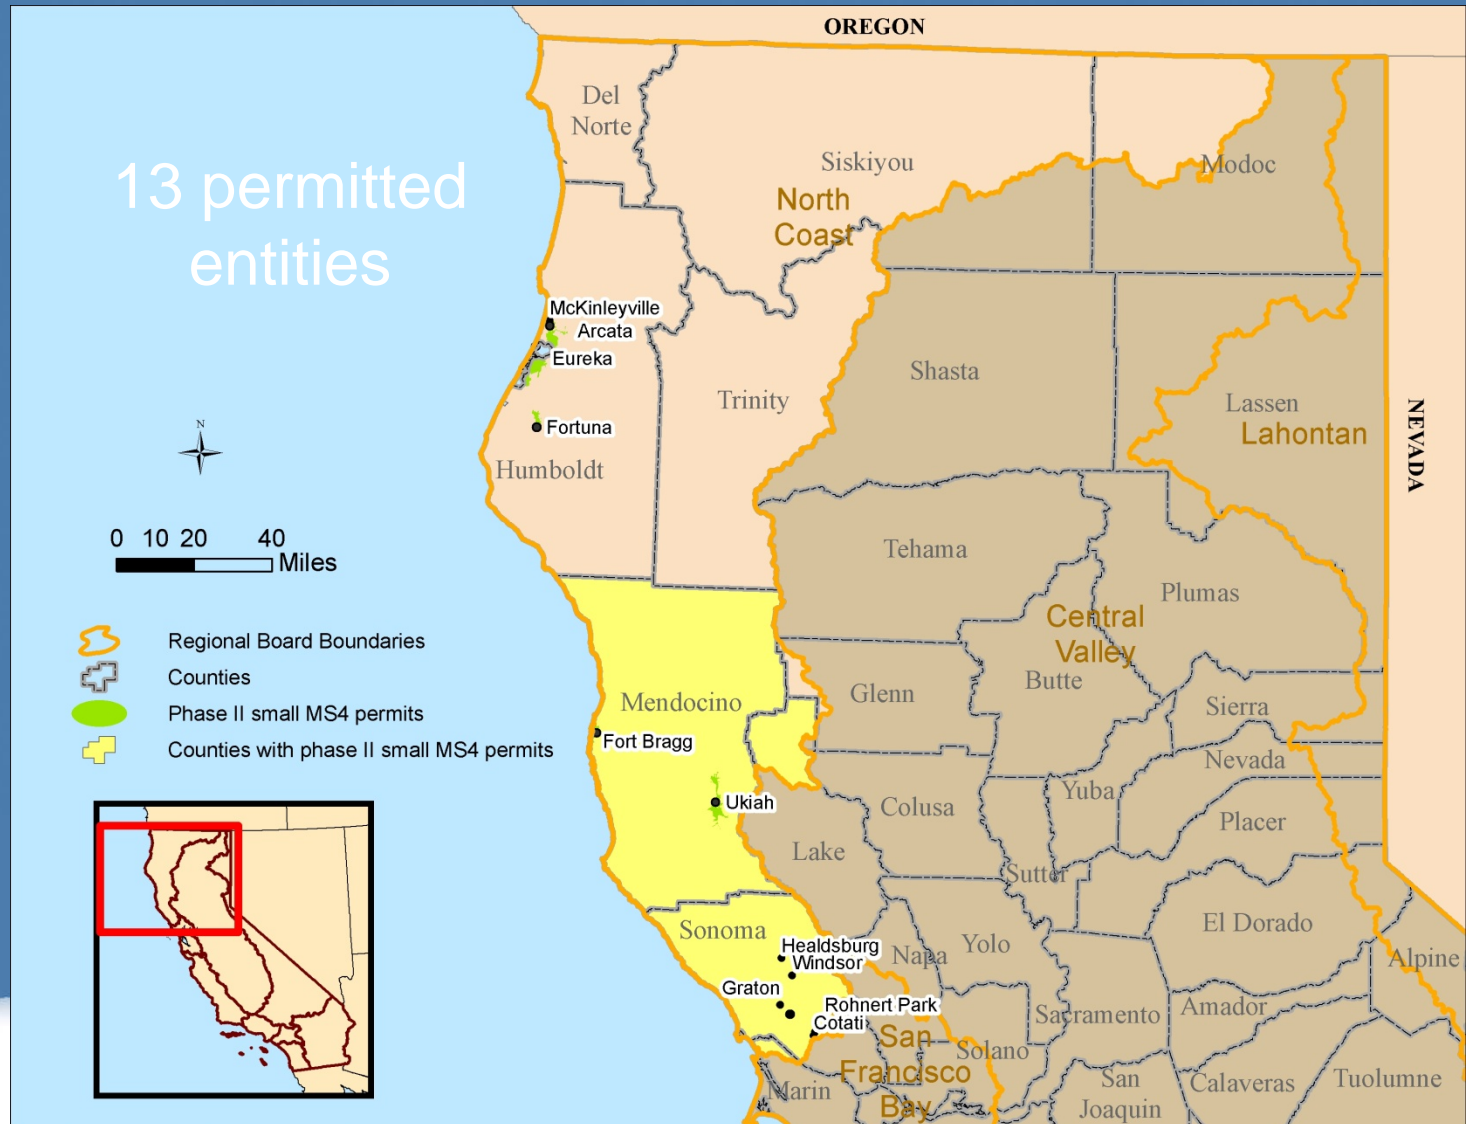 OREGON
13 permitted
entities
Del
Norte
Siskiyou
Modoc
North
Coast
McKinleyville
Arcata
Eureka
Fortuna
Humboldt
Trinity
Shasta
Lassen
Lahontan
NEVADA
N
0 10 20 40
Miles
Tehama
Plumas
Central
Valley
Butte
Glenn
Sierra
Nevada
Mendocino
Fort Bragg
Ukiah
Regional Board Boundaries
Counties
Phase II small MS4 permits
Counties with phase II small MS4 permits
Colusa
Yuba
Placer
Lake
Sutter
El Dorado
Sonoma
Healdsburg
Windsor
Graton
Rohnert Park
Cotati
Napa
Yolo
Alpine
Sacramento
Amador
San
Francisco
Bay
Solano
Marin
San
Joaquin
Calaveras
Tuolumne